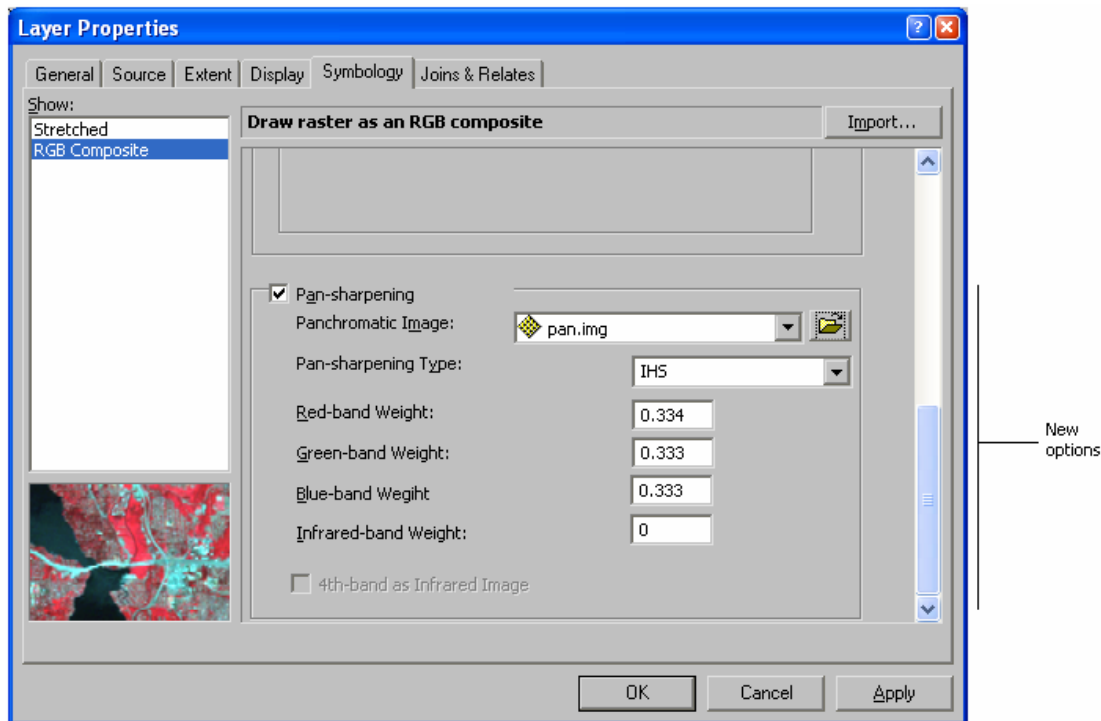 Layer Properties
General Source Extent Display Symbology Joins & Relates
Show:
Stretched
RGB Composite
Draw raster as an RGB composite
Import...
Pan-sharpening
Panchromatic Image:
pan.img
Pan-sharpening Type:
IHS
Red-band Weight:
0.334
Green-band Weight:
0.333
Blue-band Wegiht
0.333
Infrared-band Weight:
0
4th-band as Infrared Image
New
options
OK Cancel Apply